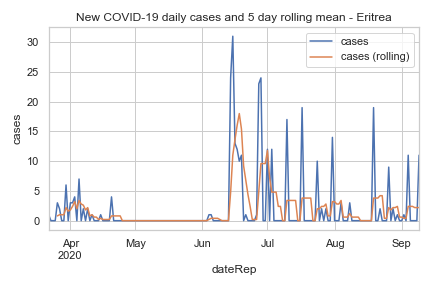 New COVID-19 daily cases and 5 day rolling mean - Eritrea
cases
cases (rolling)
30
25
20
15
10
5
0
cases
Apr
2020
May
Jun
Jul
Aug
Sep
dateRep